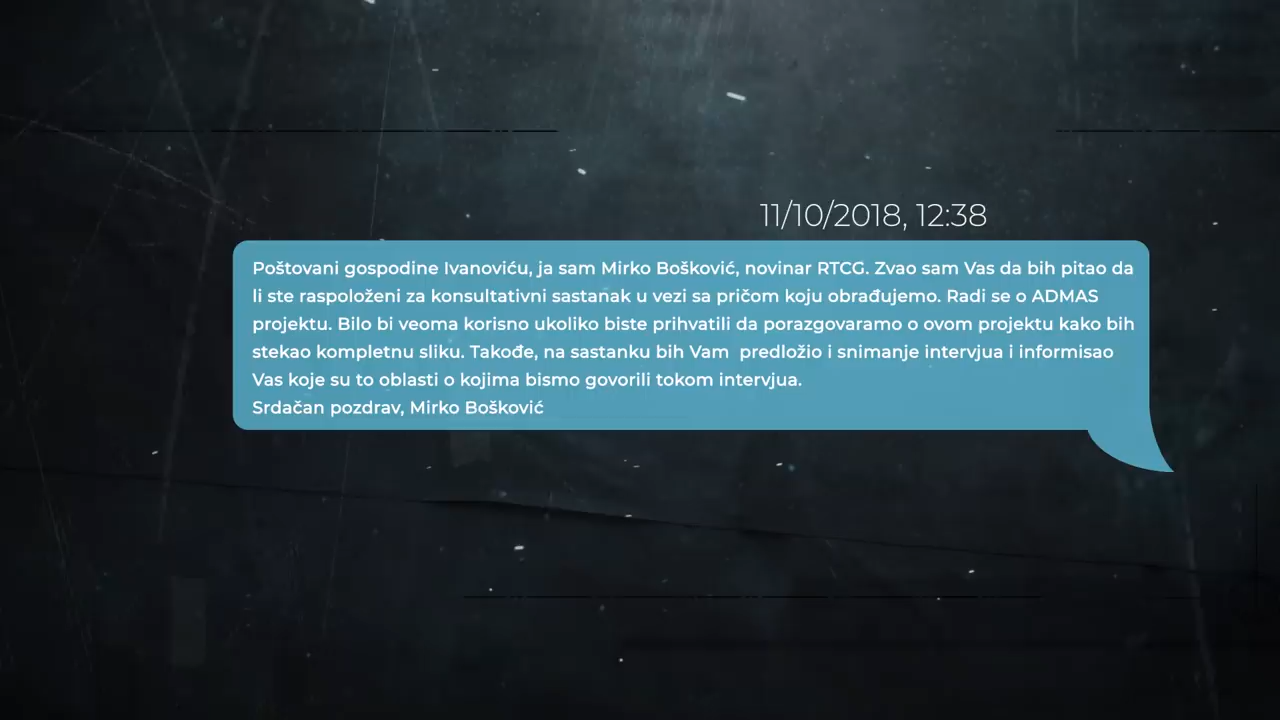 11/10/2018, 12:38
Poštovani gospodine Ivanoviću, ja sam Mirko Bošković, novinar RTCG. Zvao sam Vas da bih pitao da
li ste raspoloženi za konsultativni sastanak u vezi sa pričom koju obrađujemo. Radi se o ADMAS
projektu. Bilo bi veoma korisno ukoliko biste prihvatili da porazgovaramo o ovom projektu kako bih
stekao kompletnu sliku. Takođe, na sastanku bih Vam  predložio i snimanje intervjua i informisao
Vas koje su to oblasti o kojima bismo govorili tokom intervjua.
Srdačan pozdrav, Mirko Bošković